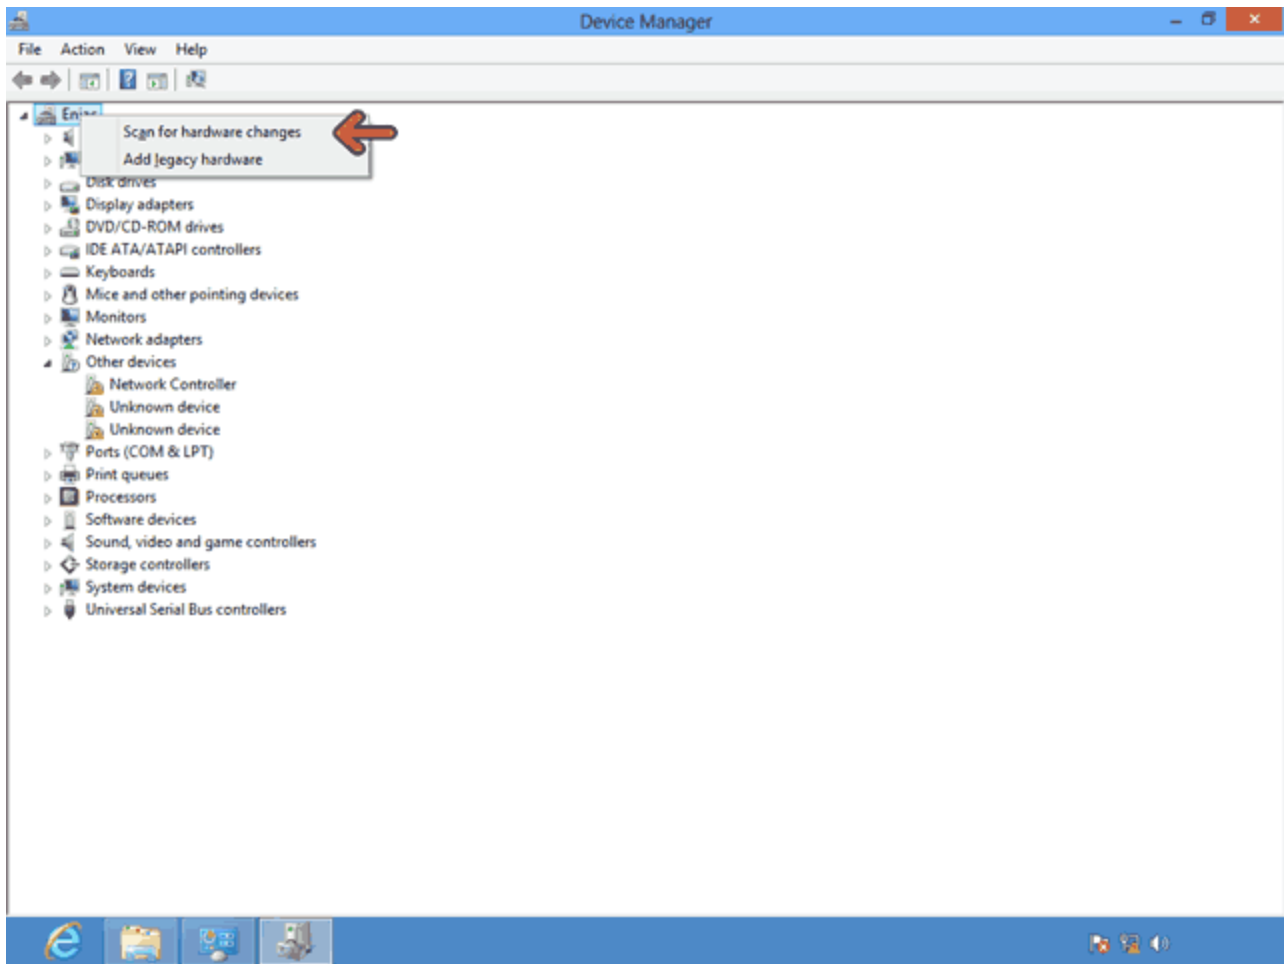 Device Manager
File Action View Help
Scan for hardware changes
Add legacy hardware
Disk drives
Display adapters
DVD/CD-ROM drives
IDE ATA/ATAPI controllers
Keyboards
Mice and other pointing devices
Monitors
Network adapters
Other devices
Network Controller
Unknown device
Unknown device
Ports (COM & LPT)
Print queues
Processors
Software devices
Sound, video and game controllers
Storage controllers
System devices
Universal Serial Bus controllers